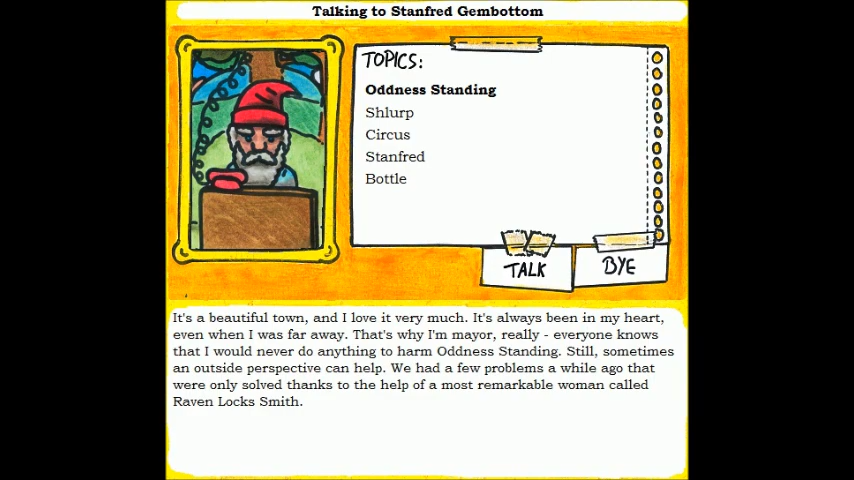 Talking to Stanfred Gembottom
TOPICS:
Oddness Standing
Shlurp
Circus
Stanfred
Bottle
TALK
BYE
It's a beautiful town, and I love it very much. It's always been in my heart,
even when I was far away. That's why I'm mayor, really - everyone knows
that I would never do anything to harm Oddness Standing. Still, sometimes
an outside perspective can help. We had a few problems a while ago that
were only solved thanks to the help of a most remarkable woman called
Raven Locks Smith.